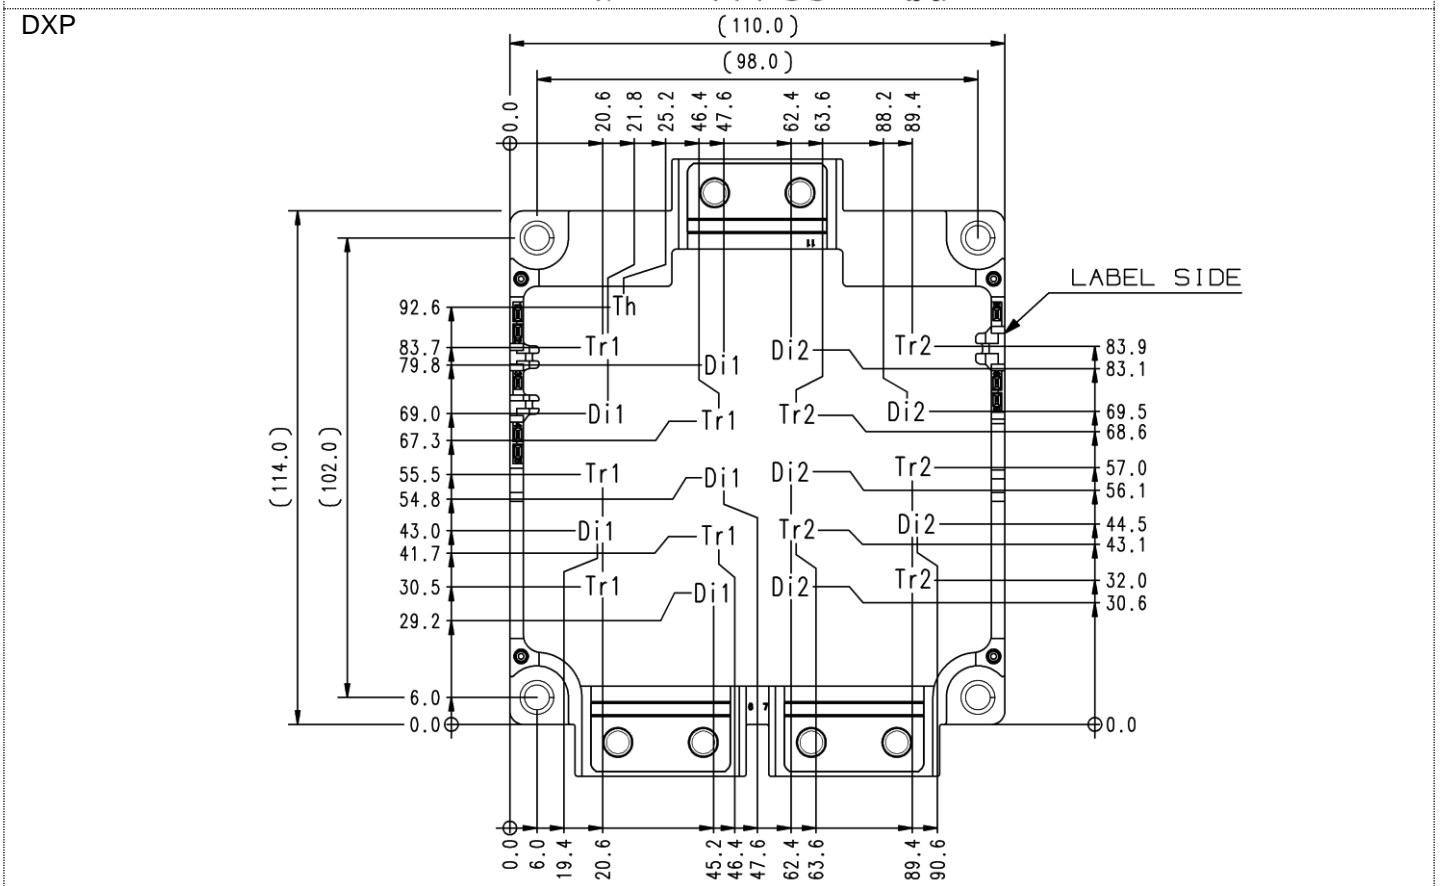 DXP
(110.0)
(98.0)
0.0 20.6 21.8 25.2 46.4 47.6 62.4 63.6 88.2 89.4
11
LABEL SIDE
92.6 Th
83.7 Tr1 Di2 Tr2 83.9
79.8 Di1 83.1
69.0 Di1 Tr1 Tr2 Di2 69.5
67.3 68.6
(114.0) (102.0)
55.5 Tr1 Di1 Di2 Tr2 57.0
54.8 56.1
43.0 Di1 Tr1 Tr2 Di2 44.5
41.7 43.1
30.5 Tr1 Di1 Di2 Tr2 32.0
29.2 30.6
6.0 6 7
0.0 0.0
0.0 6.0 19.4 20.6 45.2 46.4 47.6 62.4 63.6 89.4 90.6